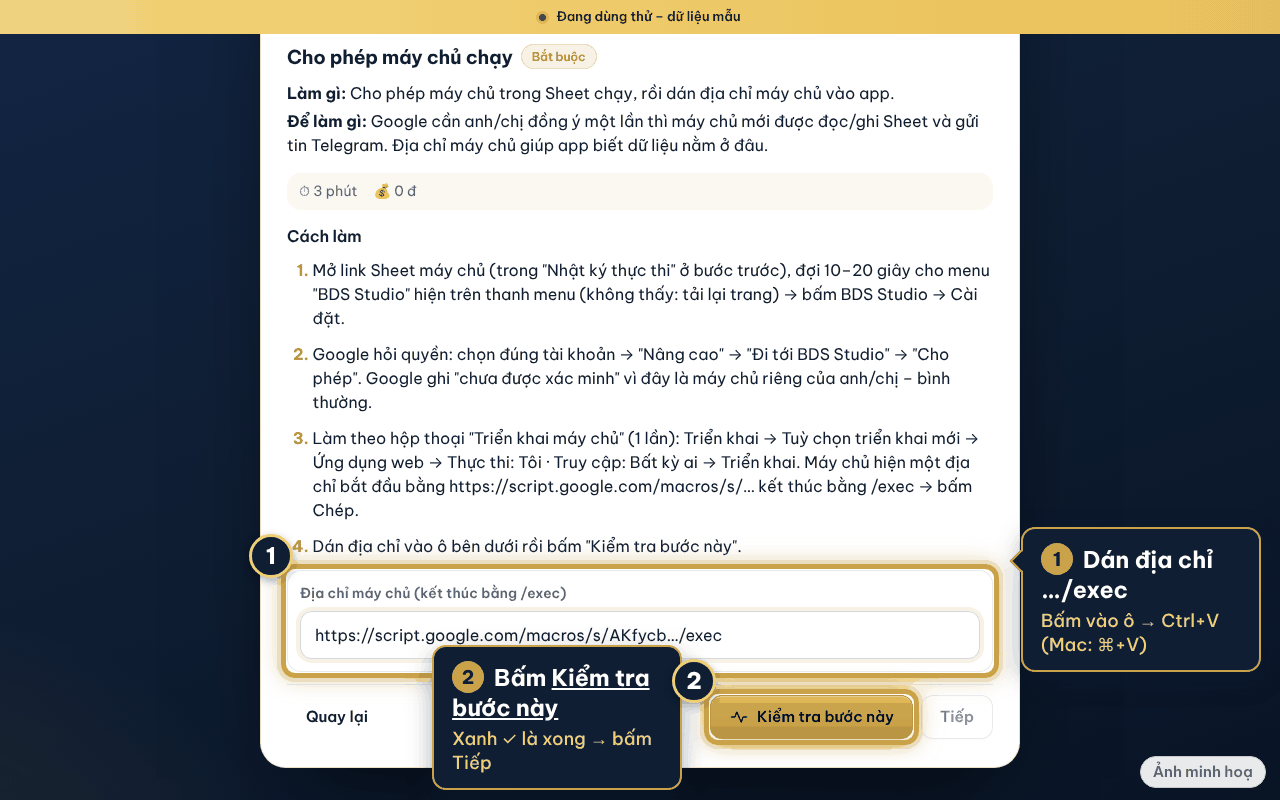 Đang dùng thử – dữ liệu mẫu
Cho phép máy chủ chạy
Bắt buộc
Làm gì: Cho phép máy chủ trong Sheet chạy, rồi dán địa chỉ máy chủ vào app.
Để làm gì: Google cần anh/chị đồng ý một lần thì máy chủ mới được đọc/ghi Sheet và gửi
tin Telegram. Địa chỉ máy chủ giúp app biết dữ liệu nằm ở đâu.
⏱ 3 phút 💰 0 đ
Cách làm
1. Mở link Sheet máy chủ (trong "Nhật ký thực thi" ở bước trước), đợi 10–20 giây cho menu
"BDS Studio" hiện trên thanh menu (không thấy: tải lại trang) → bấm BDS Studio → Cài
đặt.
2. Google hỏi quyền: chọn đúng tài khoản → "Nâng cao" → "Đi tới BDS Studio" → "Cho
phép". Google ghi "chưa được xác minh" vì đây là máy chủ riêng của anh/chị – bình
thường.
3. Làm theo hộp thoại "Triển khai máy chủ" (1 lần): Triển khai → Tuỳ chọn triển khai mới →
Ứng dụng web → Thực thi: Tôi · Truy cập: Bất kỳ ai → Triển khai. Máy chủ hiện một địa
chỉ bắt đầu bằng https://script.google.com/macros/s/... kết thúc bằng /exec → bấm
Chép.
4. Dán địa chỉ vào ô bên dưới rồi bấm "Kiểm tra bước này".
1
Địa chỉ máy chủ (kết thúc bằng /exec)
https://script.google.com/macros/s/AKfycb.../exec
1 Dán địa chỉ
.../exec
Bấm vào ô → Ctrl+V
(Mac: ⌘+V)
2 Bấm Kiểm tra
bước này
Xanh ✓ là xong → bấm
Tiếp
2
Quay lại
Kiểm tra bước này
Tiếp
Ảnh minh hoạ